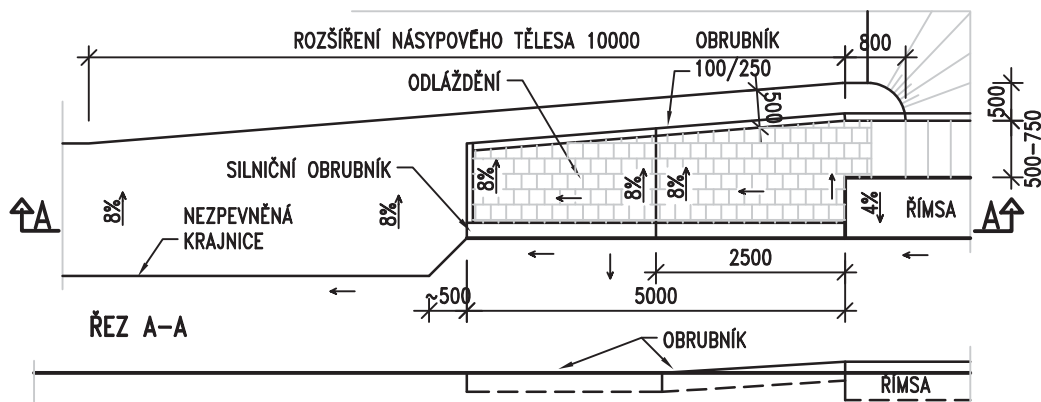 ROZŠÍŘENÍ NÁSYPOVÉHO TĚLESA 10000
OBRUBNÍK
100/250
800
ODLÁŽDĚNÍ
500
500
500-750
SILNIČNÍ OBRUBNÍK
8%
8%
8%
8%
8%
4%
ŘÍMSA
A
A
NEZPEVNĚNÁ
KRAJNICE
2500
~500
5000
ŘEZ A-A
OBRUBNÍK
ŘÍMSA